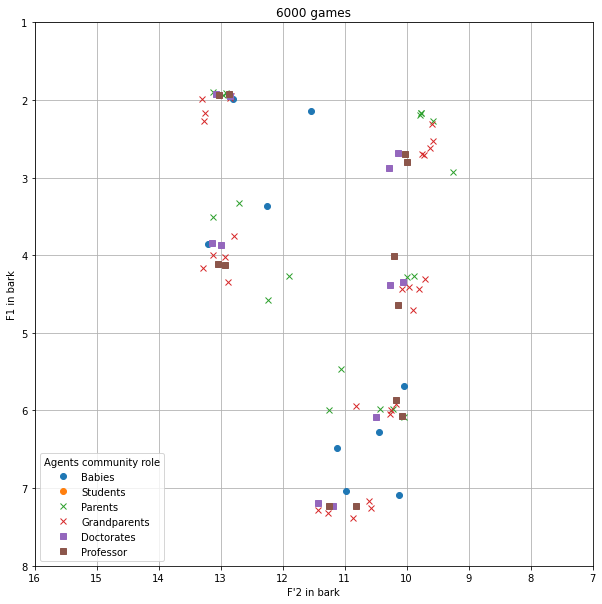 6000 games
1
2
3
4
5
6
7
8
F1 in bark
Agents community role
Babies
Students
Parents
Grandparents
Doctorates
Professor
16 15 14 13 12 11 10 9 8 7
F'2 in bark